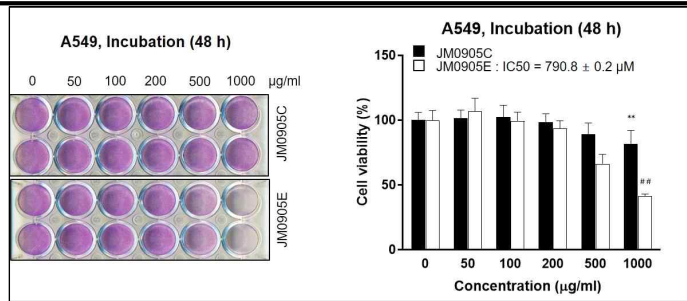 A549, Incubation (48 h)
0 50 100 200 500 1000 μg/ml
JM0905C
JM0905E
A549, Incubation (48 h)
JM0905C
JM0905E : IC50 = 790.8 ± 0.2 μM
Cell viability (%)
150
100
50
0
**
##
0 50 100 200 500 1000
Concentration (μg/ml)